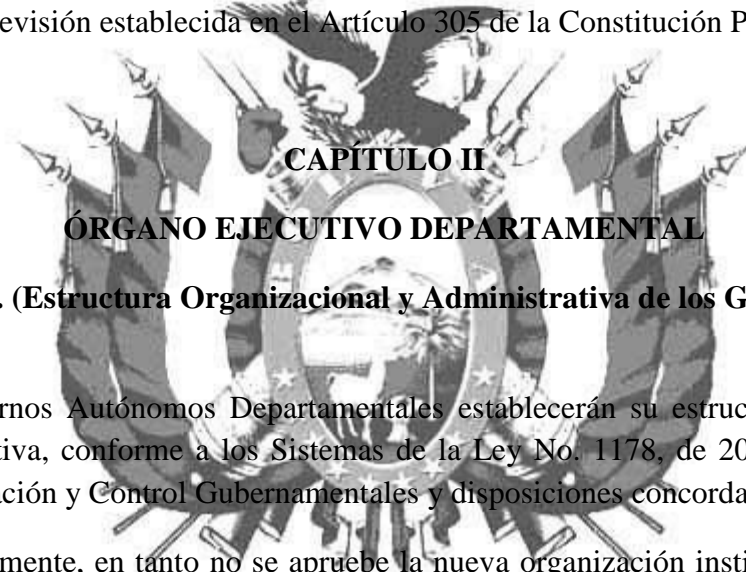 evisión establecida en el Artículo 305 de la Constitución P
CAPÍTULO II
ÓRGANO EJECUTIVO DEPARTAMENTAL
. (Estructura Organizacional y Administrativa de los G
rnos Autónomos Departamentales establecerán su estruc
tiva, conforme a los Sistemas de la Ley No. 1178, de 20
ación y Control Gubernamentales y disposiciones concorda
mente, en tanto no se apruebe la nueva organización insti